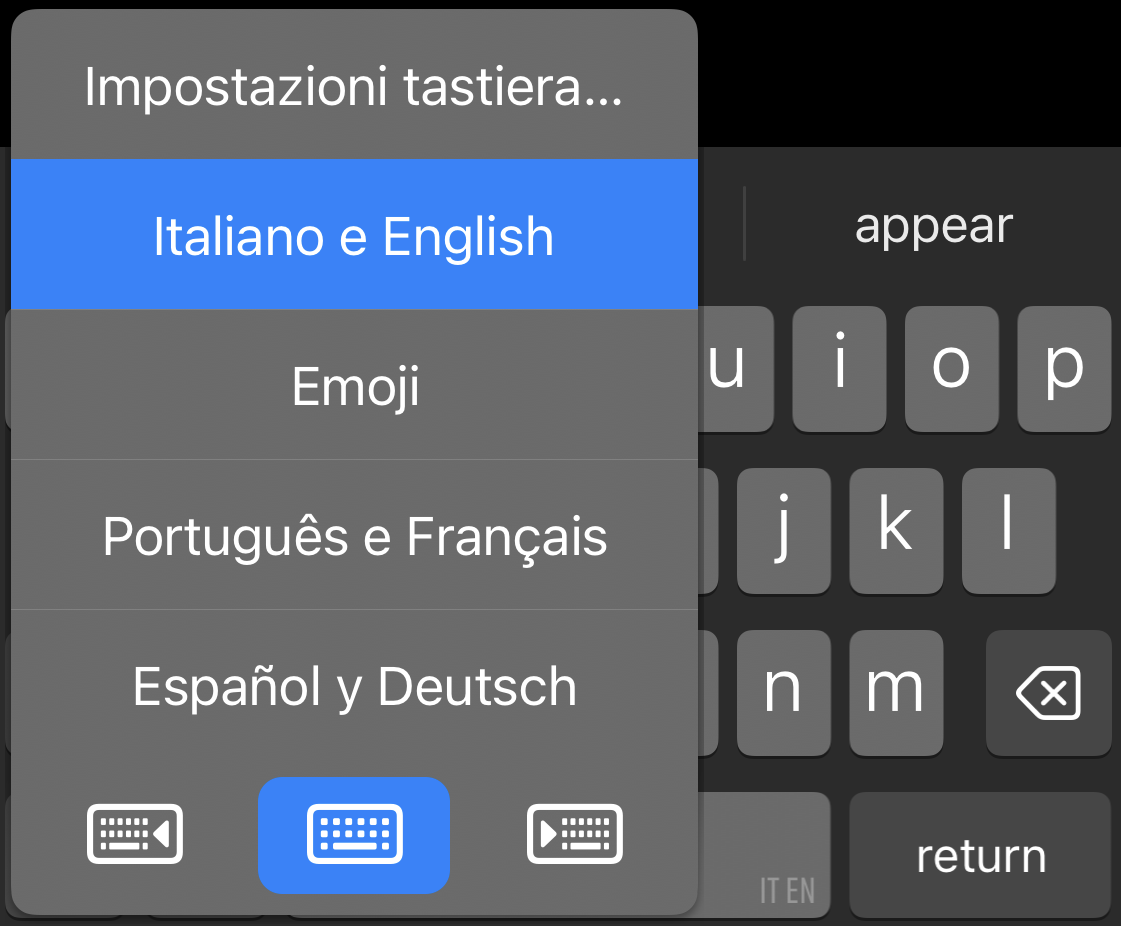 Impostazioni tastiera...
Italiano e English
appear
Emoji
u i o p
Português e Français
j k l
Español y Deutsch
n m
IT EN
return